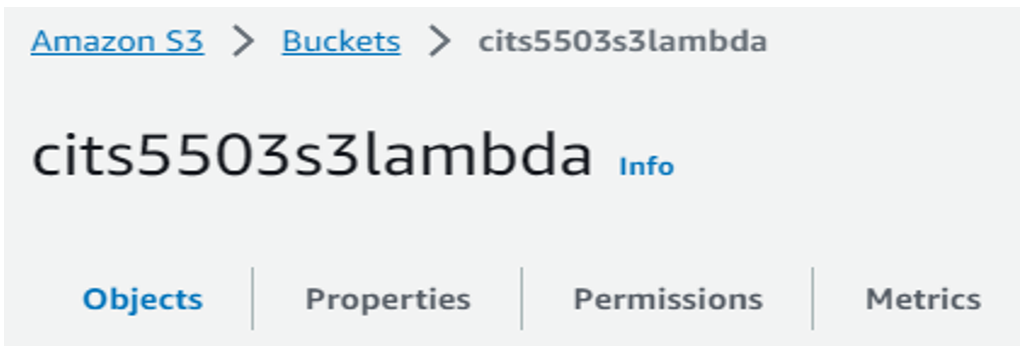 Amazon S3 > Buckets > cits5503s3lambda
cits5503s3lambda Info
Objects Properties Permissions Metrics